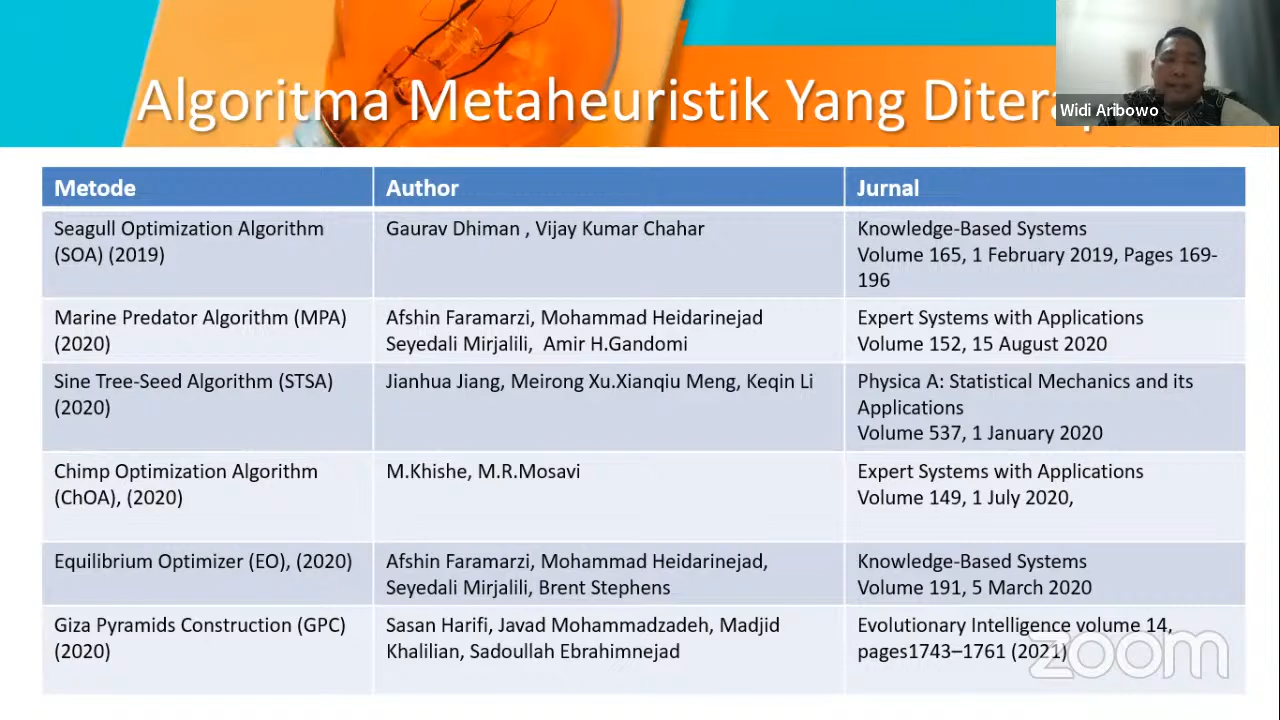 Algoritma Metaheuristik Yang
Widi Aribowo
Metode Author Jurnal
Seagull Optimization Algorithm
(SOA) (2019)
Gaurav Dhiman , Vijay Kumar Chahar
Knowledge-Based Systems
Volume 165, 1 February 2019, Pages 169-
196
Marine Predator Algorithm (MPA)
(2020)
Afshin Faramarzi, Mohammad Heidarinejad
Seyedali Mirjalili, Amir H.Gandomi
Expert Systems with Applications
Volume 152, 15 August 2020
Sine Tree-Seed Algorithm (STSA)
(2020)
Jianhua Jiang, Meirong Xu.Xianqiu Meng, Keqin Li
Physica A: Statistical Mechanics and its
Applications
Volume 537, 1 January 2020
Chimp Optimization Algorithm
(ChOA), (2020)
M.Khishe, M.R.Mosavi
Expert Systems with Applications
Volume 149, 1 July 2020,
Equilibrium Optimizer (EO), (2020)
Afshin Faramarzi, Mohammad Heidarinejad,
Seyedali Mirjalili, Brent Stephens
Knowledge-Based Systems
Volume 191, 5 March 2020
Giza Pyramids Construction (GPC)
(2020)
Sasan Harifi, Javad Mohammadzadeh, Madjid
Khalilian, Sadoullah Ebrahimnejad
Evolutionary Intelligence volume 14,
pages1743–1761 (2021)
zoom